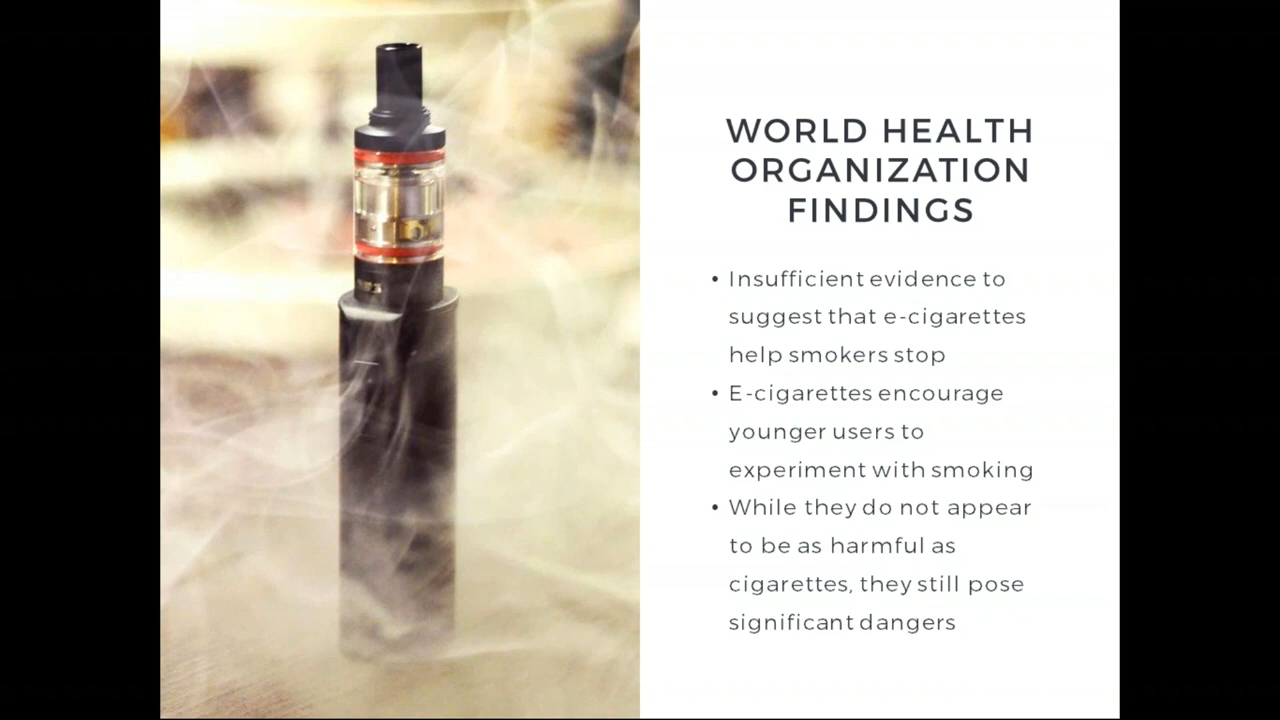 WORLD HEALTH
ORGANIZATION
FINDINGS
• Insufficient evidence to
suggest that e-cigarettes
help smokers stop
• E-cigarettes encourage
younger users to
experiment with smoking
• While they do not appear
to be as harmful as
cigarettes, they still pose
significant dangers